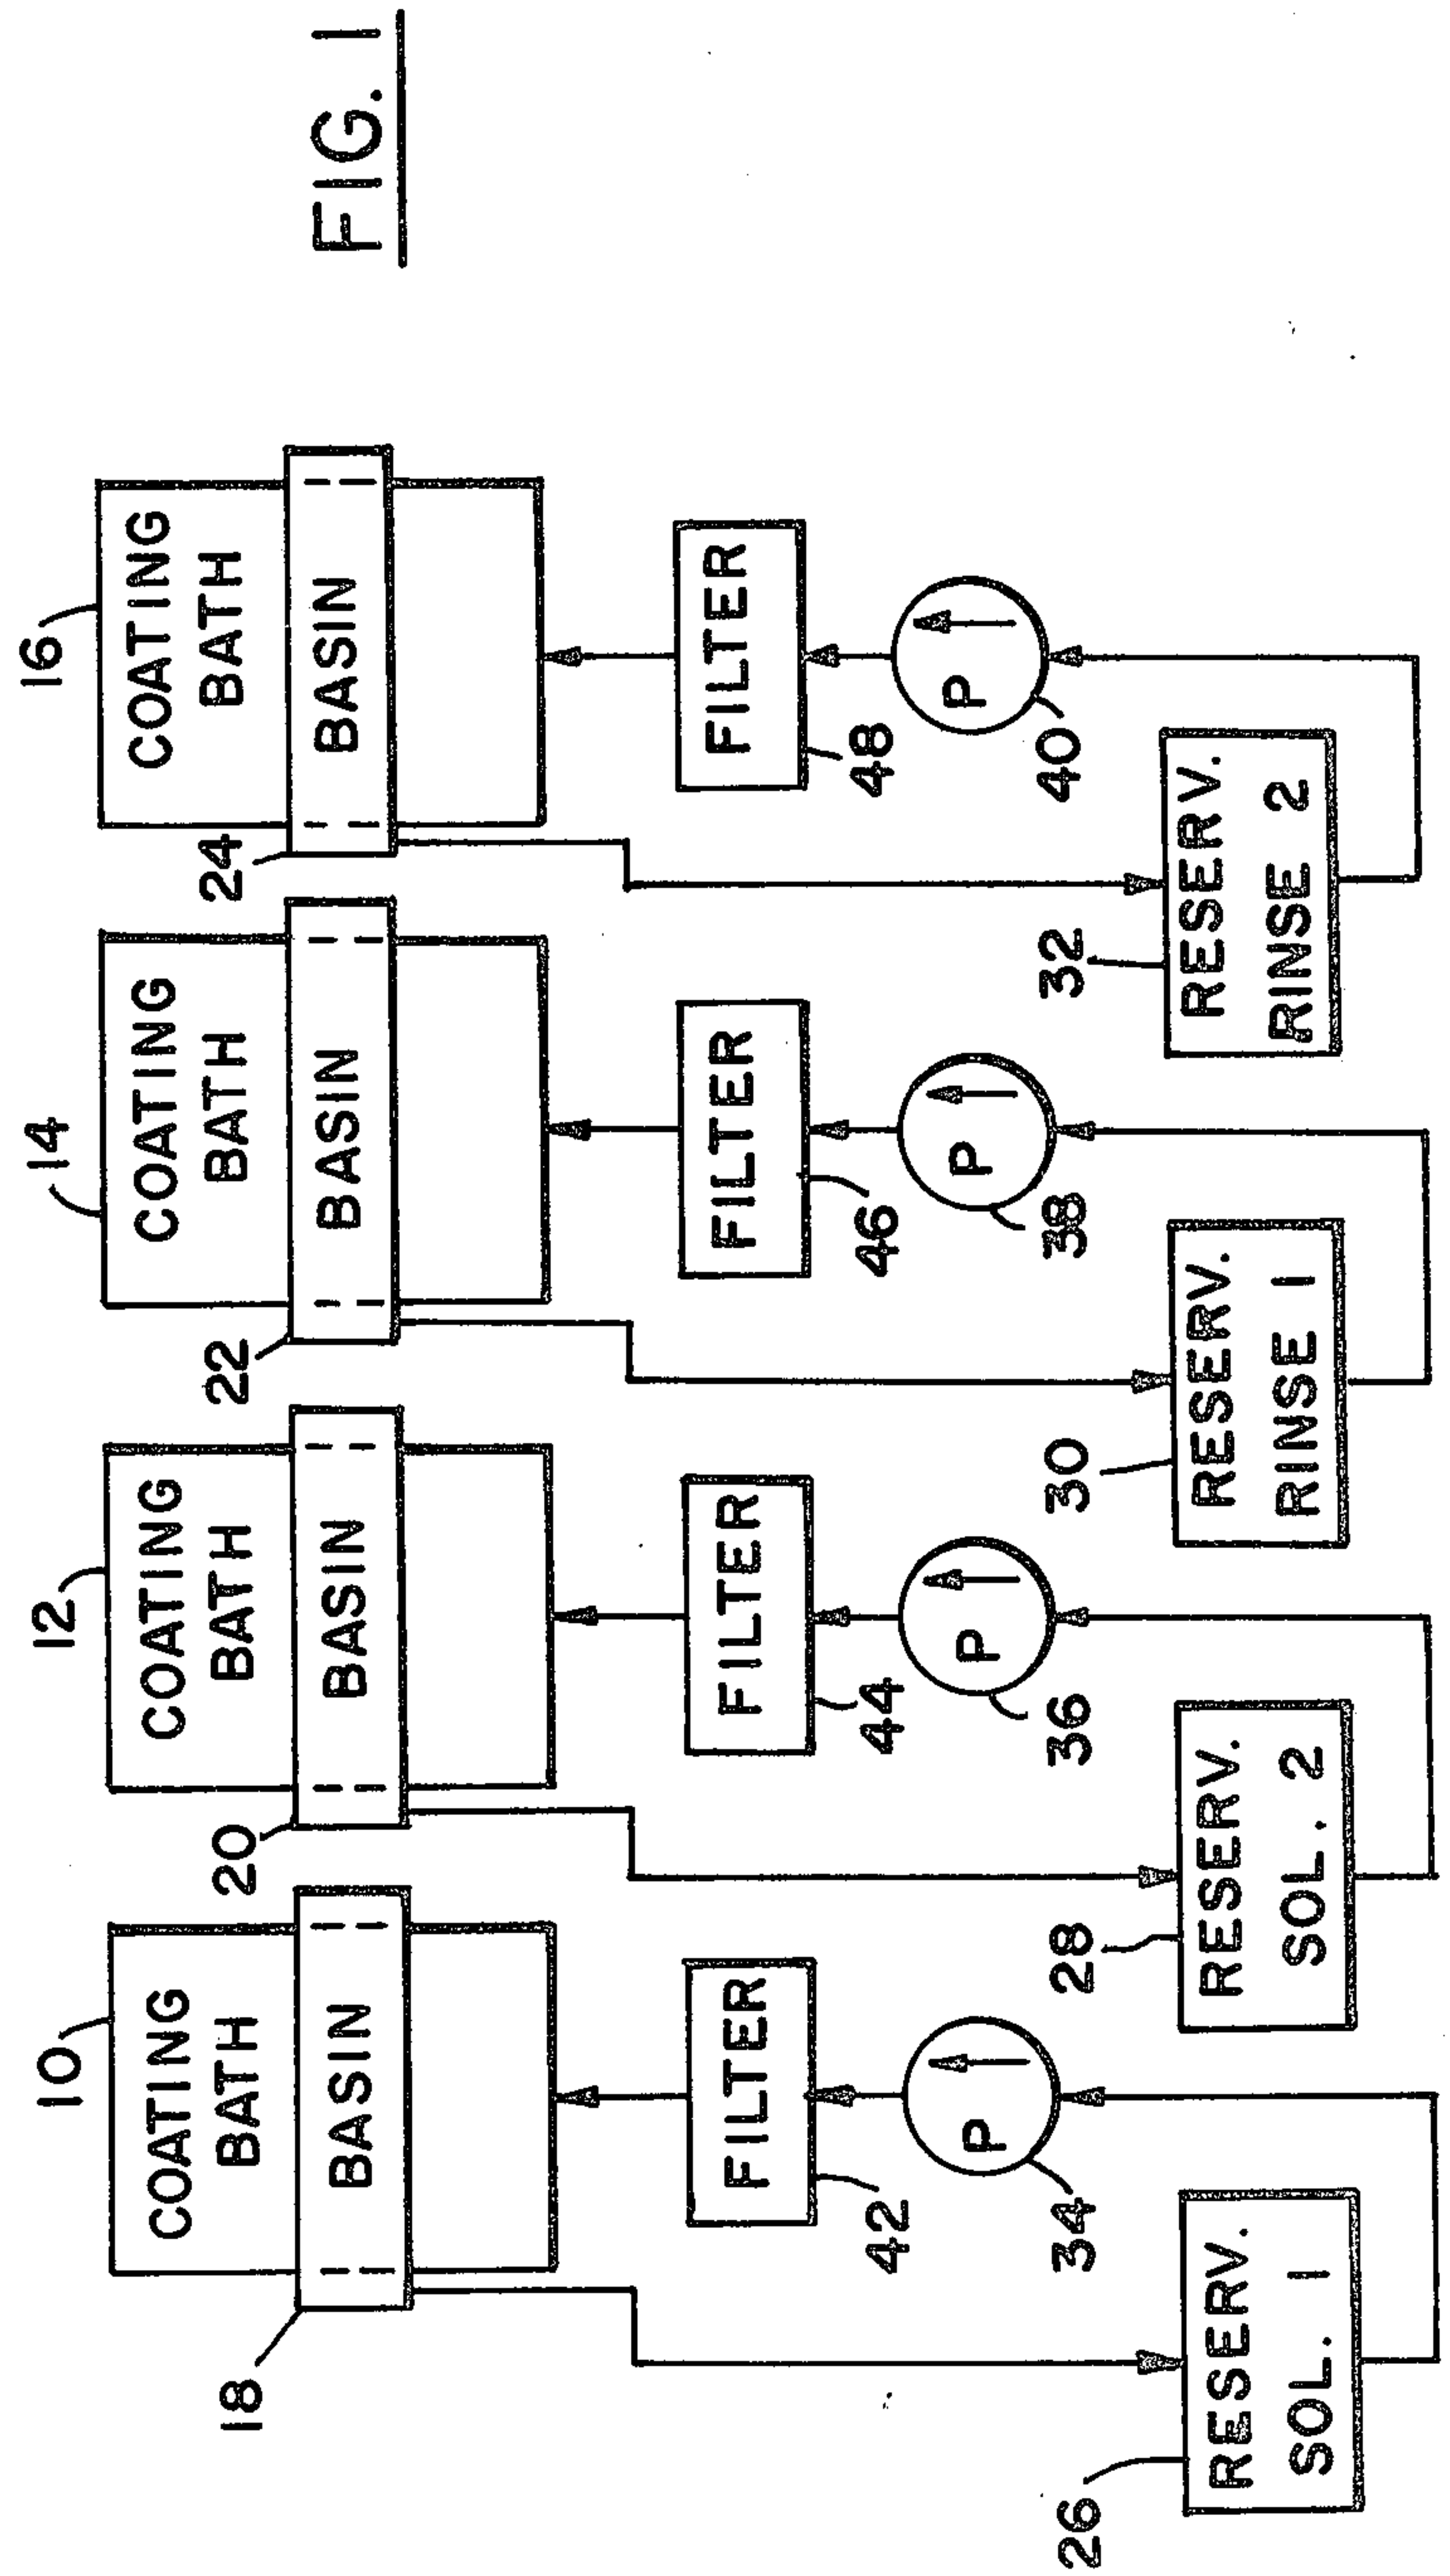 FIG. 1
10
COATING
BATH
BASIN
18
FILTER
42
P
34
RESERV.
SOL. 1
26
12
COATING
BATH
BASIN
20
FILTER
44
P
36
RESERV.
SOL. 2
28
14
COATING
BATH
BASIN
22
FILTER
46
P
38
RESERV.
RINSE 1
30
16
COATING
BATH
BASIN
24
FILTER
48
P
40
RESERV.
RINSE 2
32